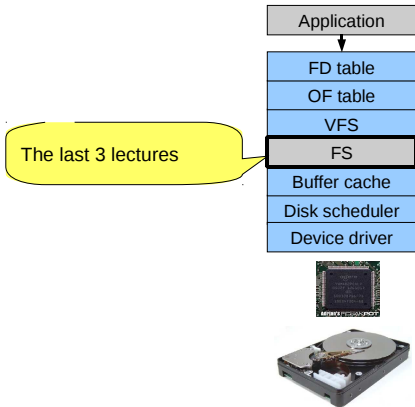 Application
FD table
OF table
VFS
The last 3 lectures
FS
Buffer cache
Disk scheduler
Device driver